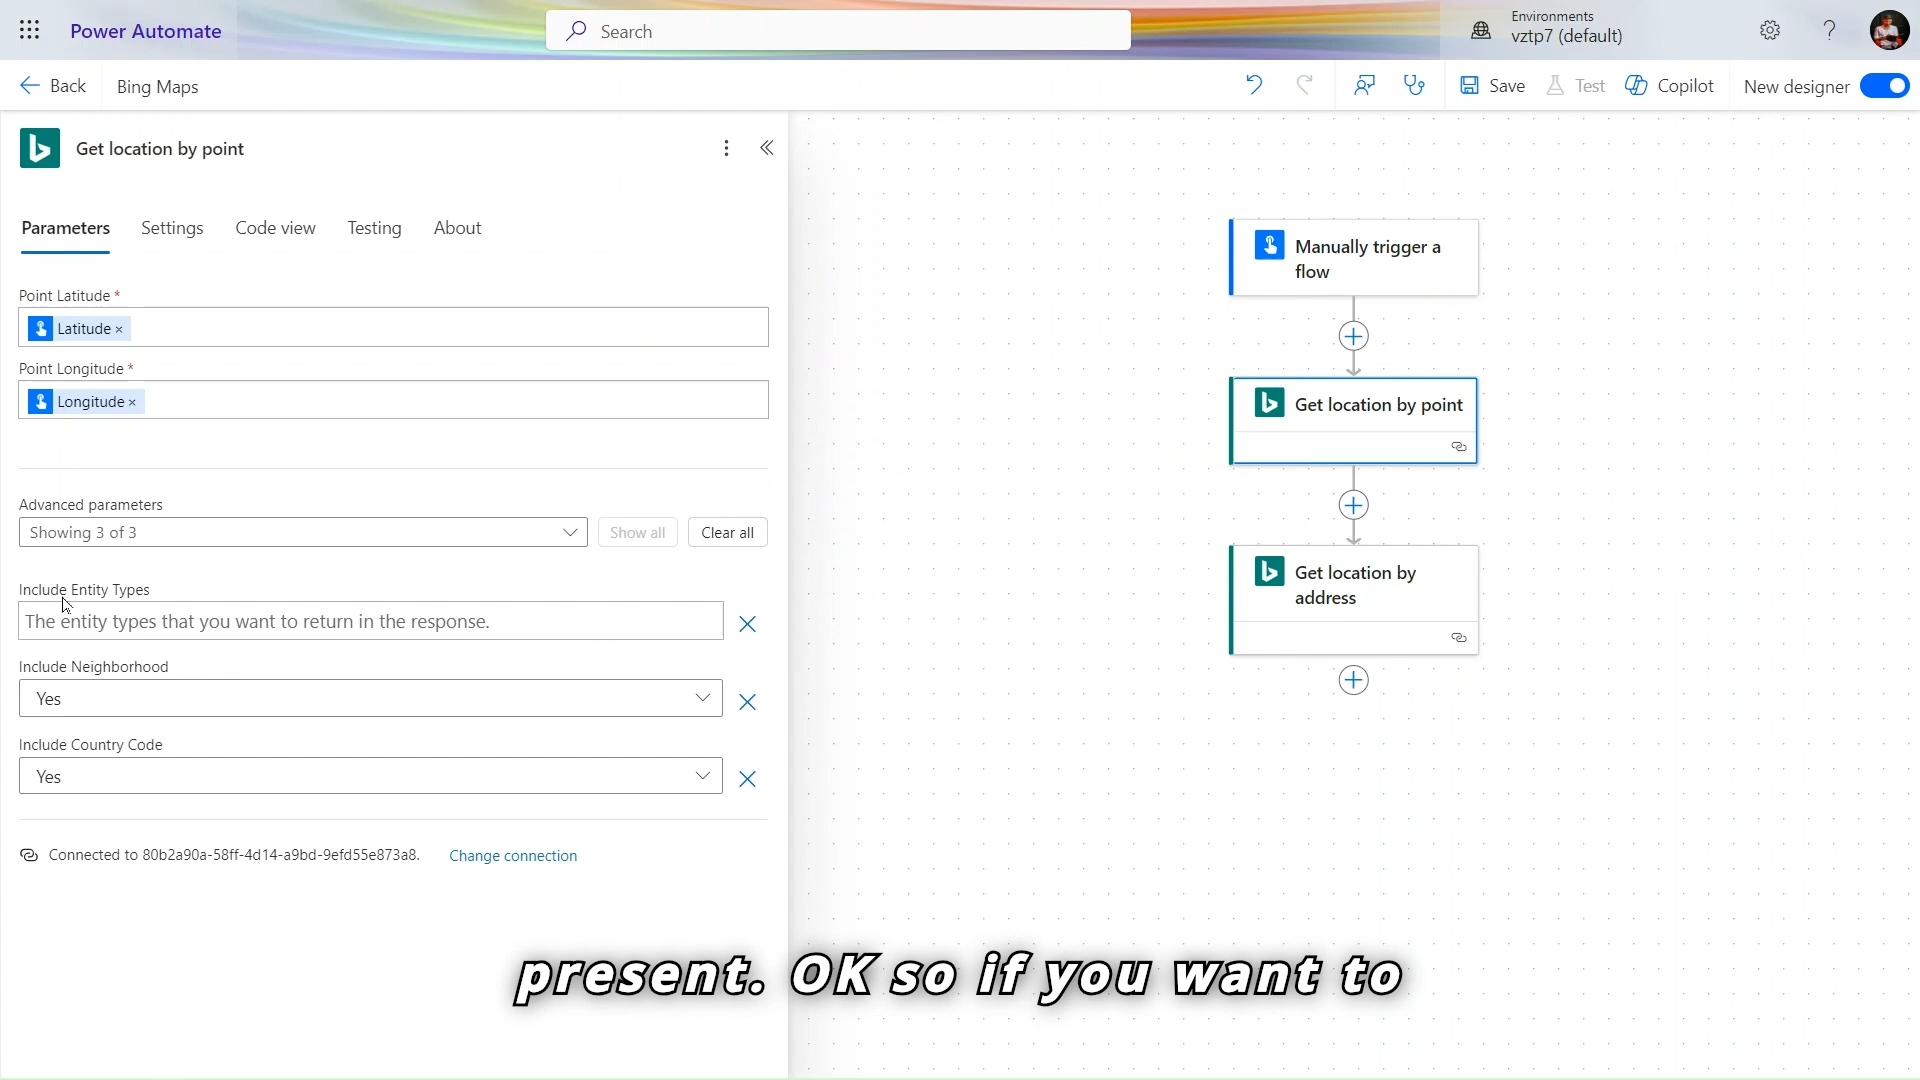 Power Automate
Search
Environments
vztp7 (default)
?
Back
Bing Maps
Save
Test
Copilot
New designer
Get location by point
Parameters
Settings
Code view
Testing
About
Point Latitude *
Latitude ×
Point Longitude *
Longitude ×
Advanced parameters
Showing 3 of 3
Show all
Clear all
Include Entity Types
The entity types that you want to return in the response.
Include Neighborhood
Yes
Include Country Code
Yes
Connected to 80b2a90a-58ff-4d14-a9bd-9efd55e873a8.
Change connection
Manually trigger a
flow
Get location by point
Get location by
address
present. OK so if you want to